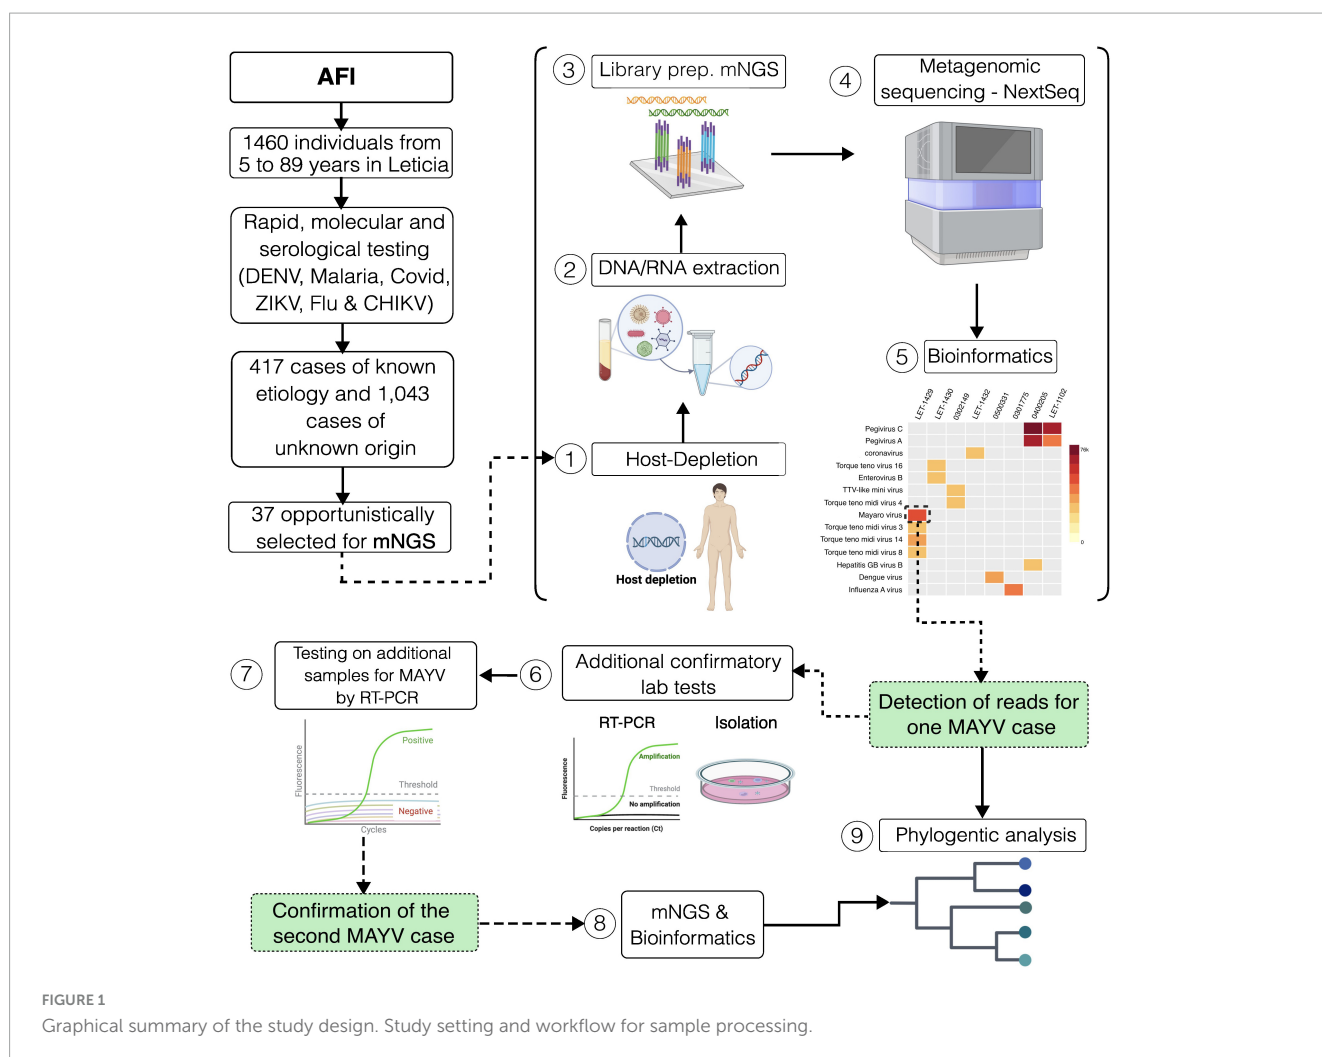 AFI
1460 individuals from
5 to 89 years in Leticia
Rapid, molecular and
serological testing
(DENV, Malaria, Covid,
ZIKV, Flu & CHIKV)
417 cases of known
etiology and 1,043
cases of
unknown origin
37 opportunistically
selected for mNGS
1
Host-Depletion
Host depletion
2
DNA/RNA extraction
3
Library prep. mNGS
4
Metagenomic
sequencing - NextSeq
5
Bioinformatics
LET-1429
LET-1430
0302149
LET-1432
0500331
0301775
0400205
LET-1102
Pegivirus C
Pegivirus A
coronavirus
Torque teno virus 16
Enterovirus B
TTV-like mini virus
Torque teno midi virus 4
Mayaro virus
Torque teno midi virus 3
Torque teno midi virus 14
Torque teno midi virus 8
Hepatitis GB virus B
Dengue virus
Influenza A virus
76k
0
Detection of reads for
one MAYV case
6
Additional confirmatory
lab tests
RT-PCR
Isolation
Fluorescence
Amplification
Threshold
No amplification
Copies per reaction (Ct)
7
Testing on additional
samples for MAYV
by RT-PCR
Fluorescence
Positive
Threshold
Negative
Cycles
Confirmation of the
second MAYV case
8
mNGS &
Bioinformatics
9
Phylogentic analysis
FIGURE 1
Graphical summary of the study design. Study setting and workflow for sample processing.